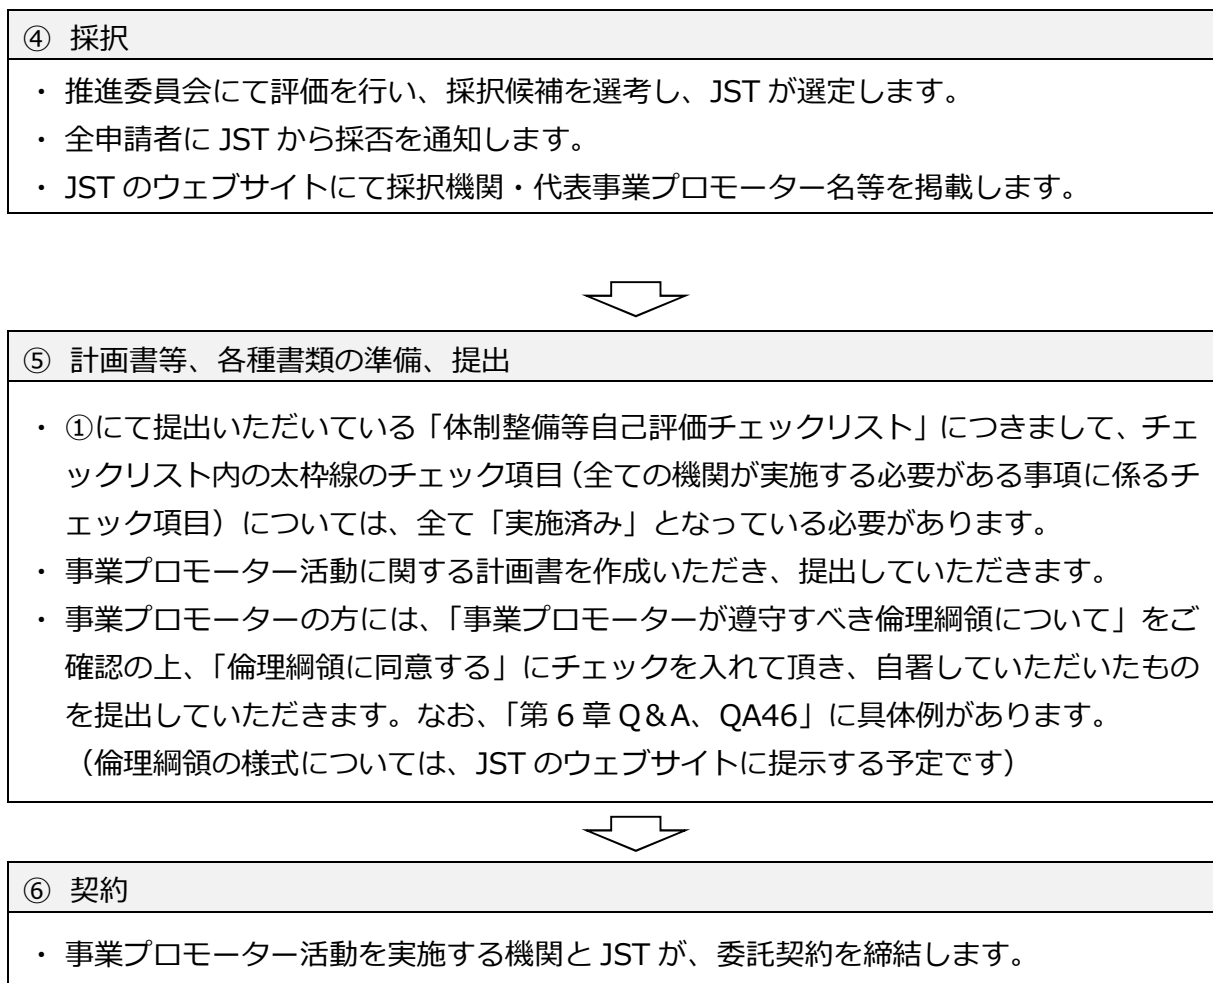 ④ 採択
・ 推進委員会にて評価を行い、採択候補を選考し、JST が選定します。
・ 全申請者に JST から採否を通知します。
・ JST のウェブサイトにて採択機関・代表事業プロモーター名等を掲載します。
⑤ 計画書等、各種書類の準備、提出
・ ①にて提出いただいている「体制整備等自己評価チェックリスト」につきまして、チェ
ックリスト内の太枠線のチェック項目（全ての機関が実施する必要がある事項に係るチ
ェック項目）については、全て「実施済み」となっている必要があります。
・ 事業プロモーター活動に関する計画書を作成いただき、提出していただきます。
・ 事業プロモーターの方には、「事業プロモーターが遵守すべき倫理綱領について」をご
確認の上、「倫理綱領に同意する」にチェックを入れて頂き、自署していただいたもの
を提出していただきます。なお、「第 6 章 Q＆A、QA46」に具体例があります。
（倫理綱領の様式については、JST のウェブサイトに提示する予定です）
⑥ 契約
・ 事業プロモーター活動を実施する機関と JST が、委託契約を締結します。